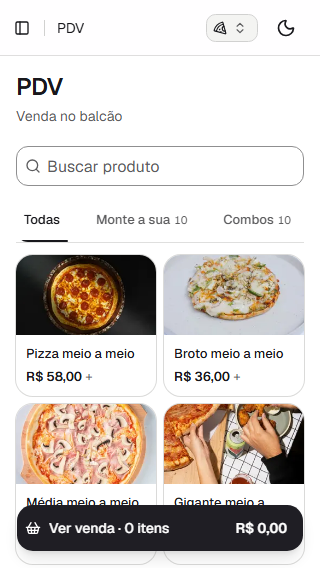 PDV
PDV
Venda no balcão
Buscar produto
Todas
Monte a sua 10
Combos 10
Pizza meio a meio
R$ 58,00 +
Broto meio a meio
R$ 36,00 +
Média meio a meio
Gigante meio a
Ver venda · 0 itens
R$ 0,00